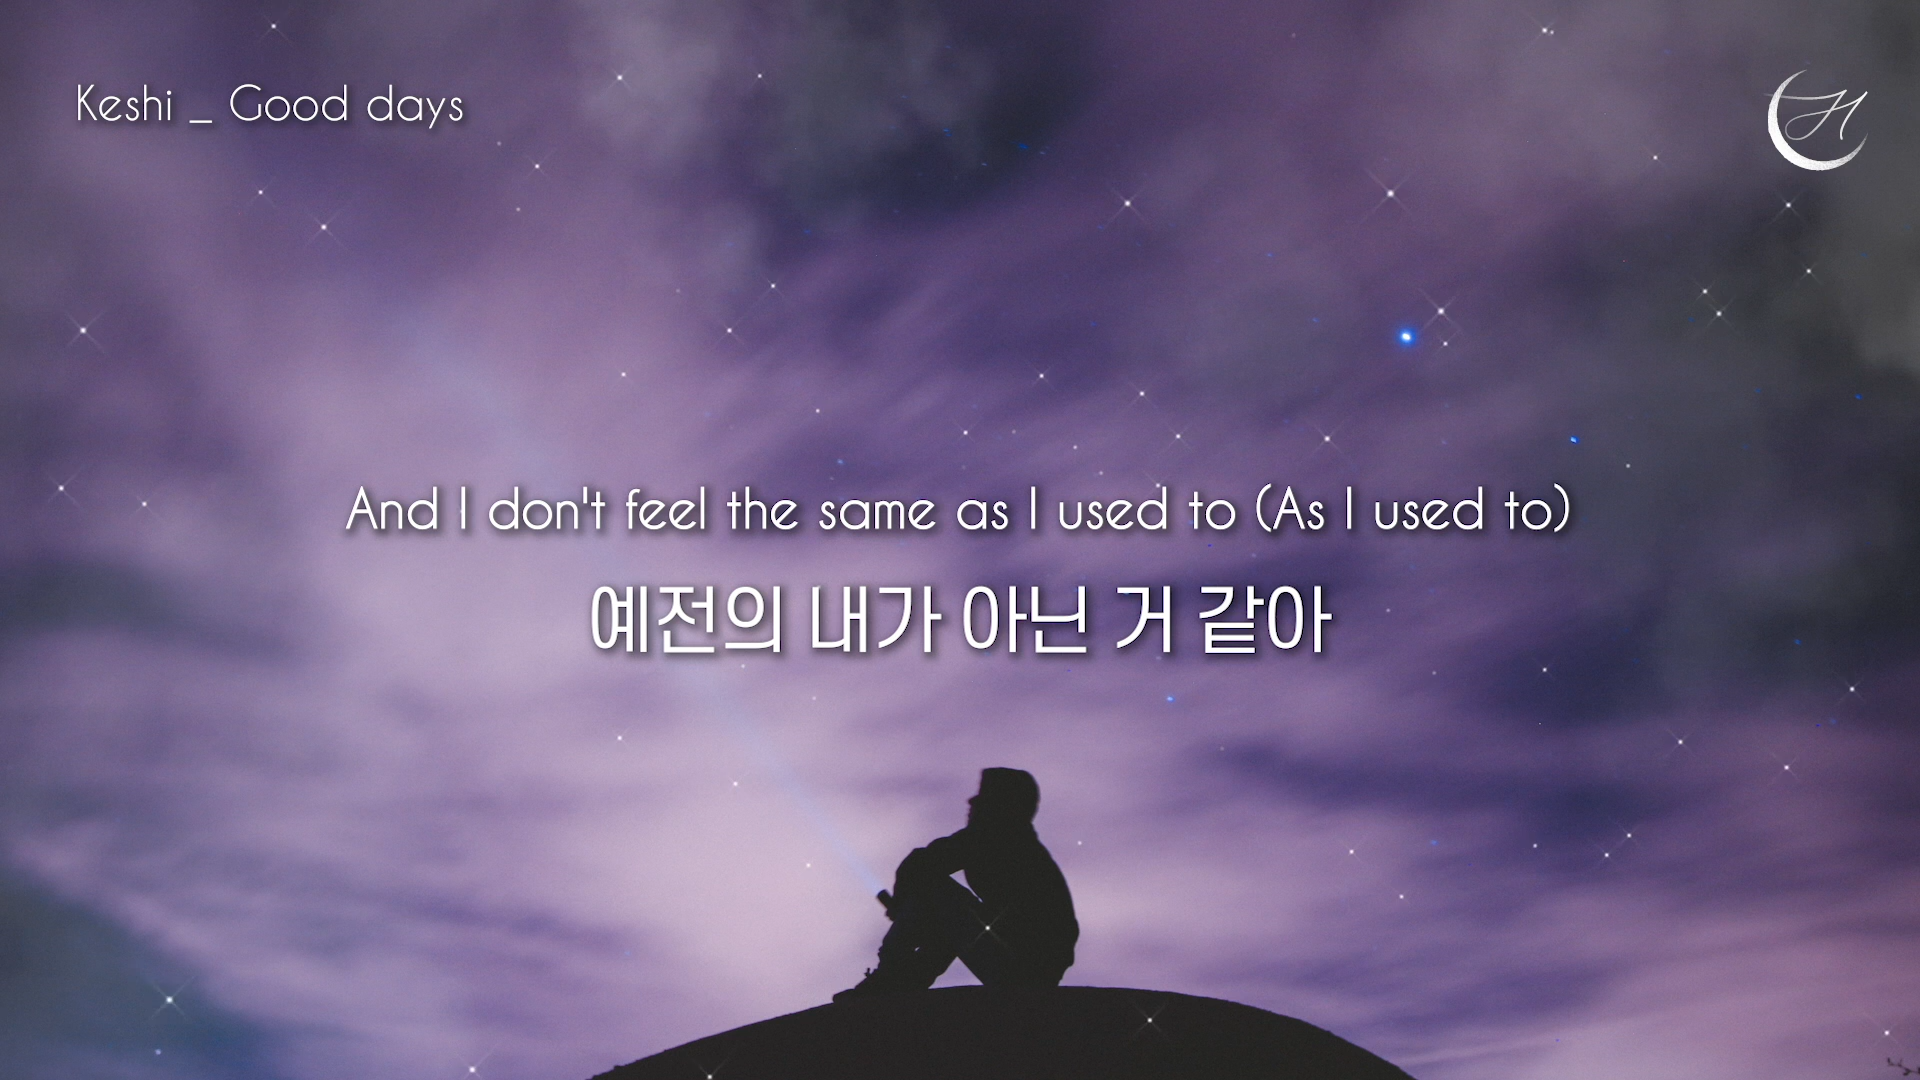 Keshi _ Good days
H
And I don't feel the same as I used to (As I used to)
예전의 내가 아닌 거 같아